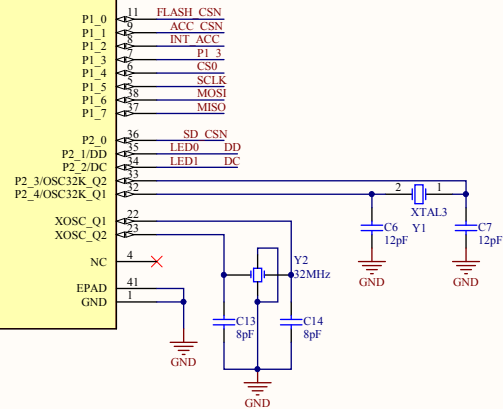 P1_0 11 FLASH_CSN
P1_1 9 ACC_CSN
P1_2 8 INT_ACC
P1_3 7 P1_3
P1_4 6 CS0
P1_5 5 SCLK
P1_6 38 MOSI
P1_7 37 MISO
P2_0 36 SD_CSN
P2_1/DD 35 LED0 DD
P2_2/DC 34 LED1 DC
P2_3/OSC32K_Q2 33
P2_4/OSC32K_Q1 32
2 1
XTAL3
Y1
C6
12pF
C7
12pF
GND
GND
XOSC_Q1 22
XOSC_Q2 23
NC 4
EPAD 41
GND 1
GND
Y2
32MHz
C13
8pF
C14
8pF
GND